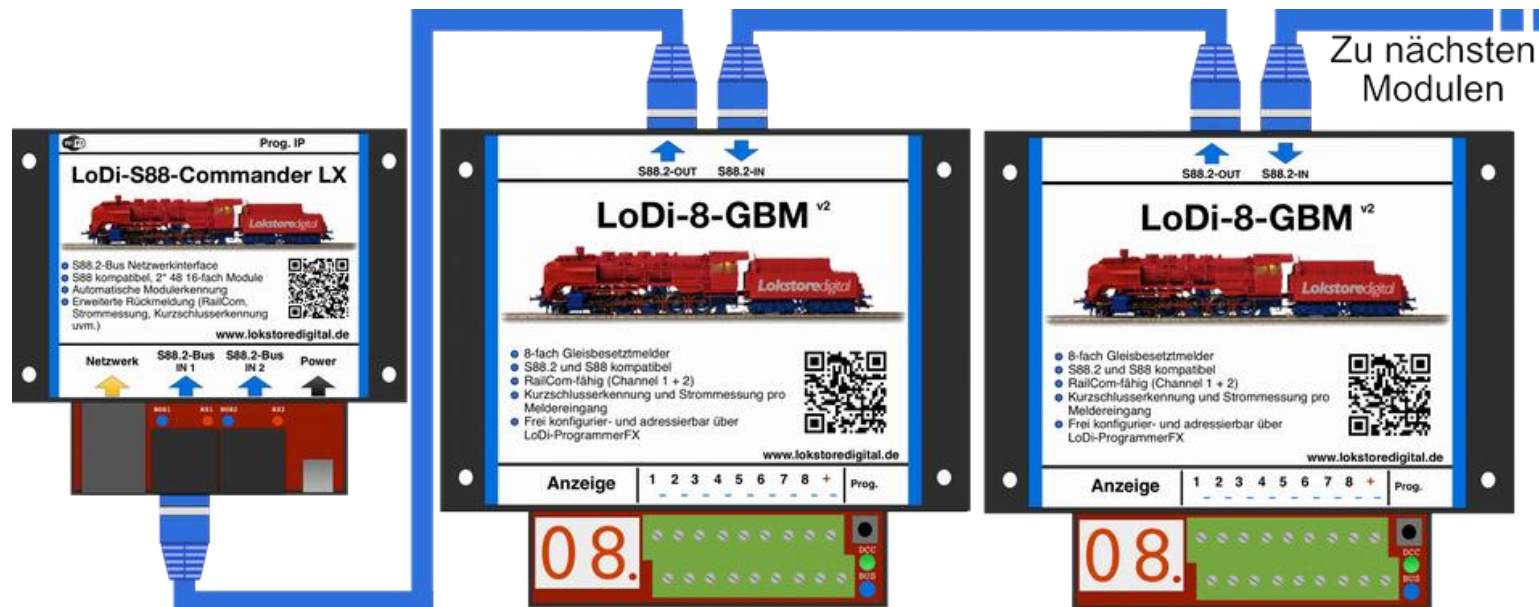 Zu nächsten
Modulen
Prog. IP
LoDi-S88-Commander LX
Lokstoredigital
S88.2-Bus Netzwerkinterface
S88 kompatibel, 2* 48 16-fach Module
Automatische Modulerkennung
Erweiterte Rückmeldung (RailCom,
Strommessung, Kurzschlusserkennung
uvm.)
www.lokstoredigital.de
Netzwerk
S88.2-Bus
IN 1
S88.2-Bus
IN 2
Power
S88.2-OUT S88.2-IN
LoDi-8-GBM v2
Lokstoredigital
8-fach Gleisbesetztmelder
S88.2 und S88 kompatibel
RailCom-fähig (Channel 1 + 2)
Kurzschlusserkennung und Strommessung pro
Meldereingang
Frei konfigurier- und adressierbar über
LoDi-ProgrammerFX
www.lokstoredigital.de
Anzeige 1 2 3 4 5 6 7 8 + Prog.
08.
DCC
BUS
S88.2-OUT S88.2-IN
LoDi-8-GBM v2
Lokstoredigital
8-fach Gleisbesetztmelder
S88.2 und S88 kompatibel
RailCom-fähig (Channel 1 + 2)
Kurzschlusserkennung und Strommessung pro
Meldereingang
Frei konfigurier- und adressierbar über
LoDi-ProgrammerFX
www.lokstoredigital.de
Anzeige 1 2 3 4 5 6 7 8 + Prog.
08.
DCC
BUS